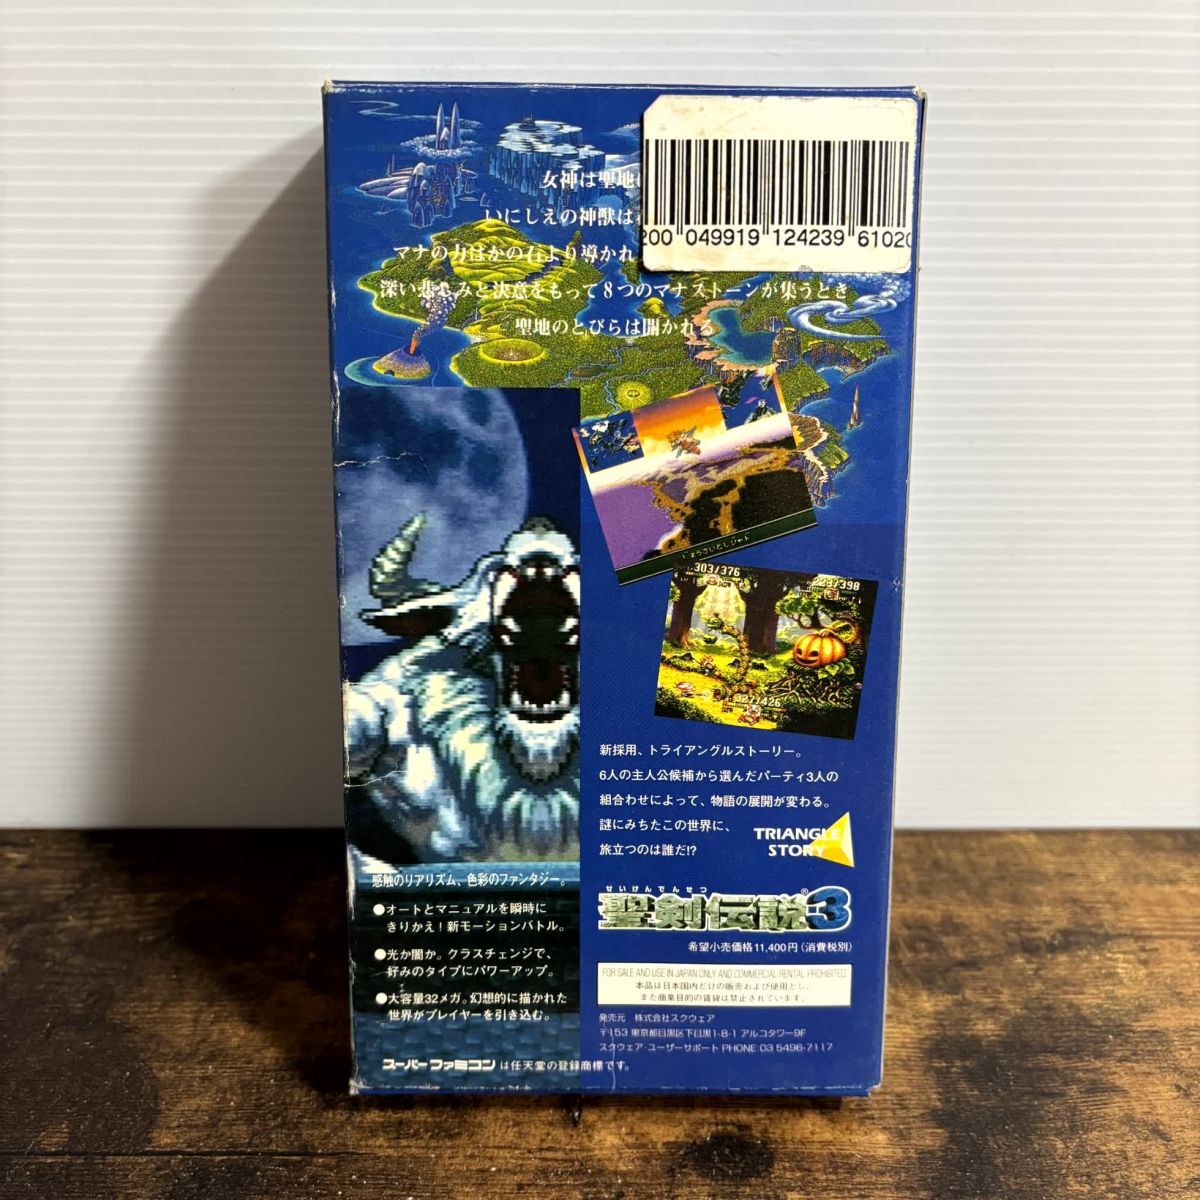 女神は聖地
いにしえの神獣は
マナの力はかの石より導かれ
深い悲しみと決意をもって8つのマナストーンが集うとき
聖地のとびらは開かれる
200 049919 124239 61020
じょうさいとしジャド
303/376
398
327/426
新採用、トライアングルストーリー。
6人の主人公候補から選んだパーティ3人の
組合わせによって、物語の展開が変わる。
謎にみちたこの世界に、
旅立つのは誰だ!?
TRIANGLE
STORY
感触のリアリズム、色彩のファンタジー。
●オートとマニュアルを瞬時に
きりかえ!新モーションバトル。
●光か闇か。クラスチェンジで、
好みのタイプにパワーアップ。
●大容量32メガ。幻想的に描かれた
世界がプレイヤーを引き込む。
スーパーファミコンは任天堂の登録商標です。
せいけんでんせつ
聖剣伝説3®
希望小売価格11,400円(消費税別)
FOR SALE AND USE IN JAPAN ONLY AND COMMERCIAL RENTAL PROHIBITED
本品は日本国内だけの販売および使用とし、
また商業目的の賃貸は禁止されています。
発売元 株式会社スクウェア
〒153 東京都目黒区下目黒1-8-1 アルコタワー9F
スクウェア・ユーザーサポート PHONE:03 5496-7117